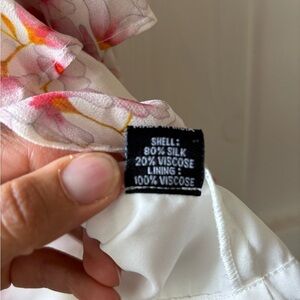 SHELL:
80% SILK
20% VISCOSE
LINING :
100% VISCOSE